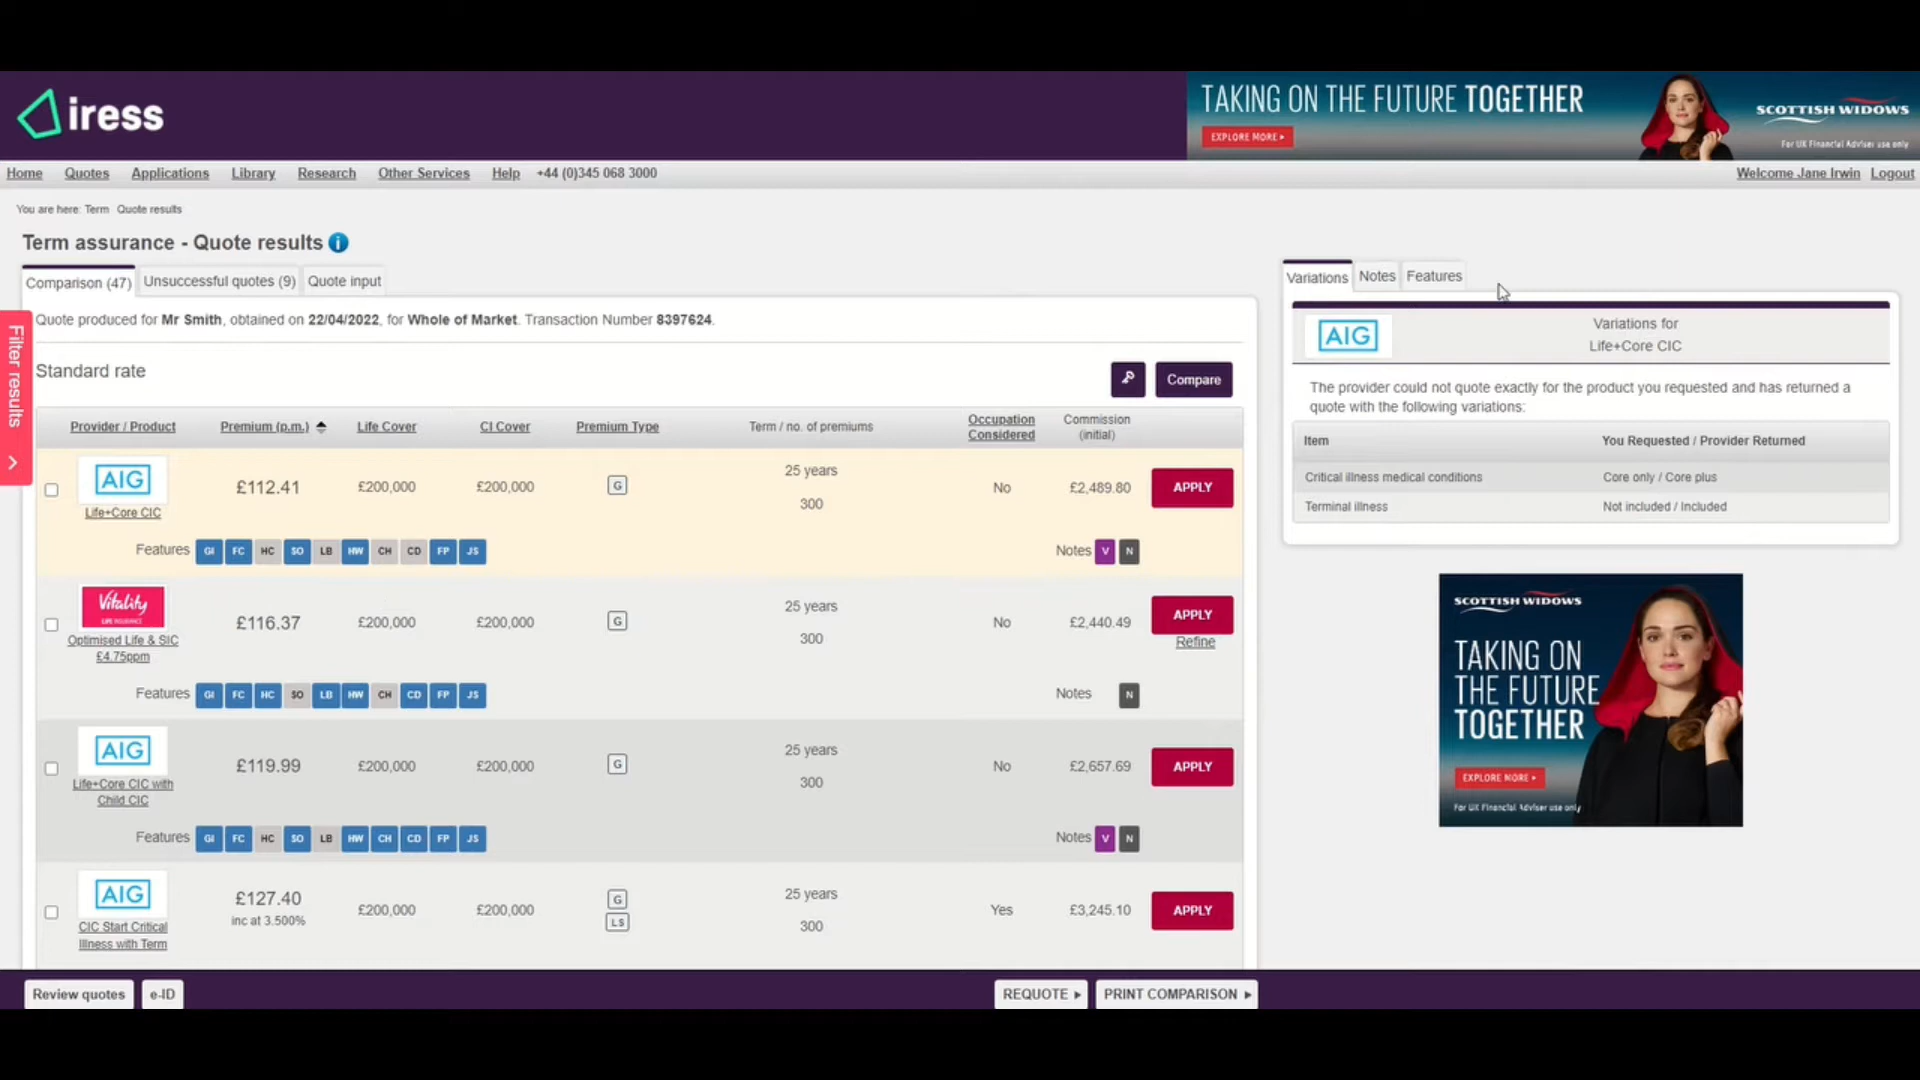 iress
TAKING ON THE FUTURE TOGETHER
EXPLORE MORE
SCOTTISH WIDOWS
For UK Financial Adviser use only
Home Quotes Applications Library Research Other Services Help +44 (0)345 068 3000
Welcome Jane Irwin Logout
You are here: Term Quote results
Term assurance - Quote results i
Comparison (47) Unsuccessful quotes (9) Quote input
Filter results
Quote produced for Mr Smith, obtained on 22/04/2022, for Whole of Market. Transaction Number 8397624.
Standard rate
Compare
Provider / Product Premium (p.m.) Life Cover CI Cover Premium Type Term / no. of premiums Occupation Considered Commission (initial)
AIG
Life+Core CIC
£112.41 £200,000 £200,000 G 25 years 300 No £2,489.80 APPLY
Features GI FC HC SO LB HW CH CD FP JS Notes V N
Vitality
LIFE INSURANCE
Optimised Life & SIC
£4.75ppm
£116.37 £200,000 £200,000 G 25 years 300 No £2,440.49 APPLY
Refine
Features GI FC HC SO LB HW CH CD FP JS Notes N
AIG
Life+Core CIC with
Child CIC
£119.99 £200,000 £200,000 G 25 years 300 No £2,657.69 APPLY
Features GI FC HC SO LB HW CH CD FP JS Notes V N
AIG
CIC Start Critical
Illness with Term
£127.40 inc at 3.500% £200,000 £200,000 G LS 25 years 300 Yes £3,245.10 APPLY
Variations Notes Features
AIG
Variations for
Life+Core CIC
The provider could not quote exactly for the product you requested and has returned a
quote with the following variations:
Item You Requested / Provider Returned
Critical illness medical conditions Core only / Core plus
Terminal illness Not included / Included
SCOTTISH WIDOWS
TAKING ON
THE FUTURE
TOGETHER
EXPLORE MORE
For UK Financial Adviser use only
Review quotes e-ID REQUOTE PRINT COMPARISON